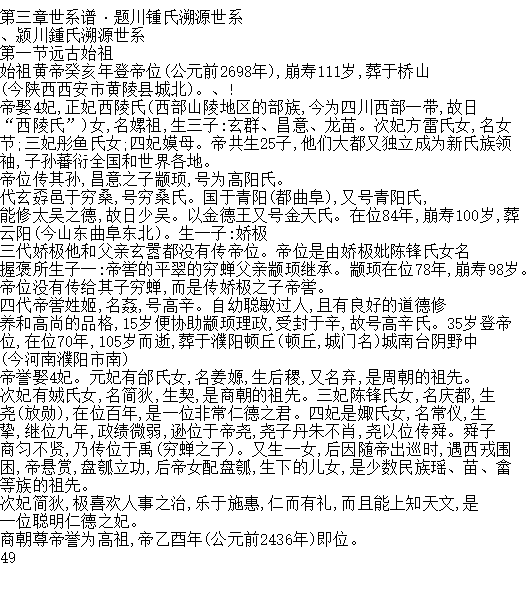 第三章世系谱·题川锺氏溯源世系
、颍川鍾氏溯源世系
第一节远古始祖
始祖黄帝癸亥年登帝位(公元前2698年),崩寿111岁,葬于桥山
(今陕西西安市黄陵县城北)。、!
帝娶4妃,正妃西陵氏(西部山陵地区的部族,今为四川西部一带,故日
“西陵氏”)女,名嫘祖,生三子:玄群、昌意、龙苗。次妃方雷氏女,名女
节;三妃彤鱼氏女;四妃嫫母。帝共生25子,他们大都又独立成为新氏族领
袖,子孙蕃衍全国和世界各地。
帝位传其孙,昌意之子颛顼,号为高阳氏。
代玄孬邕于穷桑,号穷桑氏。国于青阳(都曲阜),又号青阳氏,
能修太吴之德,故日少吴。以金德王又号金天氏。在位84年,崩寿100岁,葬
云阳(今山东曲阜东北)。生一子:娇极
三代娇极他和父亲玄嚣都没有传帝位。帝位是由娇极妣陈锋氏女名
握裒所生子一:帝喾的平翠的穷蝉父亲颛顼继承。颛顼在位78年,崩寿98岁。
帝位没有传给其子穷蝉,而是传娇极之子帝喾。
四代帝喾姓姬,名姦,号高辛。自幼聪敏过人,且有良好的道德修
养和高尚的品格,15岁便协助颛顼理政,受封于辛,故号高辛氏。35岁登帝
位,在位70年,105岁而逝,葬于濮阳顿丘(顿丘,城门名)城南台阴野中
(今河南濮阳市南)
帝誉娶4妃。元妃有邰氏女,名姜嫄,生后稷,又名弃,是周朝的祖先。
次妃有娀氏女,名简狄,生契,是商朝的祖先。三妃陈锋氏女,名庆都,生
尧(放勋),在位百年,是一位非常仁德之君。四妃是娵氏女,名常仪,生
挚,继位九年,政绩微弱,逊位于帝尧,尧子丹朱不肖,尧以位传舜。舜子
商匀不贤,乃传位于禹(穷蝉之子)。又生一女,后因随帝出巡时,遇西戎围
困,帝悬赏,盘瓠立功,后帝女配盘瓠,生下的儿女,是少数民族瑶、苗、畲
等族的祖先。
次妃简狄,极喜欢人事之治,乐于施惠,仁而有礼,而且能上知天文,是
一位聪明仁德之妃。
商朝尊帝誉为高祖,帝乙酉年(公元前2436年)即位。
49